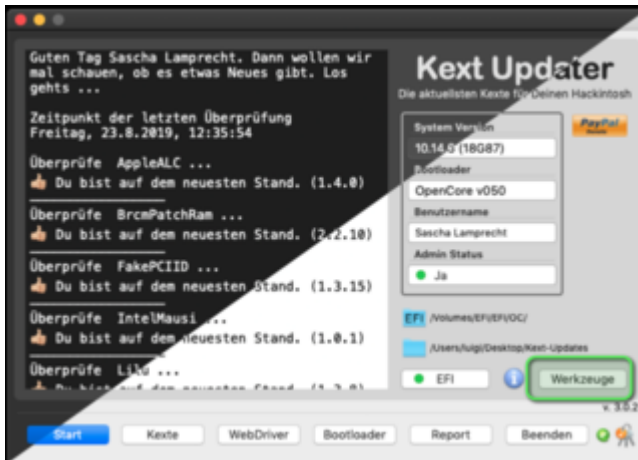 Guten Tag Sascha Lamprecht. Dann wollen wir
mal schauen, ob es etwas Neues gibt. Los
gehts ...
Zeitpunkt der letzten Überprüfung
Freitag, 23.8.2019, 12:35:54
Überprüfe AppleALC ...
👍 Du bist auf dem neuesten Stand. (1.4.0)
Überprüfe BrcmPatchRam ...
👍 Du bist auf dem neuesten Stand. (2.2.10)
Überprüfe FakePCIID ...
👍 Du bist auf dem neuesten Stand. (1.3.15)
Überprüfe IntelMausi ...
👍 Du bist auf dem neuesten Stand. (1.0.1)
Überprüfe Lilu ...
Kext Updater
Die aktuellsten Kexte für Deinen Hackintosh
PayPal
System Version
10.14.6 (18G87)
Bootloader
OpenCore v050
Benutzername
Sascha Lamprecht
Admin Status
Ja
EFI /Volumes/EFI/EFI/OC/
/Users/luigi/Desktop/Kext-Updates
EFI
Werkzeuge
v. 3.0.2
Start
Kexte
WebDriver
Bootloader
Report
Beenden